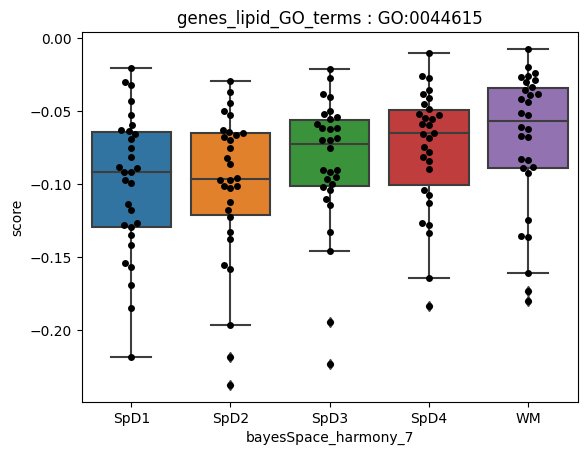 genes_lipid_GO_terms : GO:0044615
score
0.00
−0.05
−0.10
−0.15
−0.20
SpD1 SpD2 SpD3 SpD4 WM
bayesSpace_harmony_7